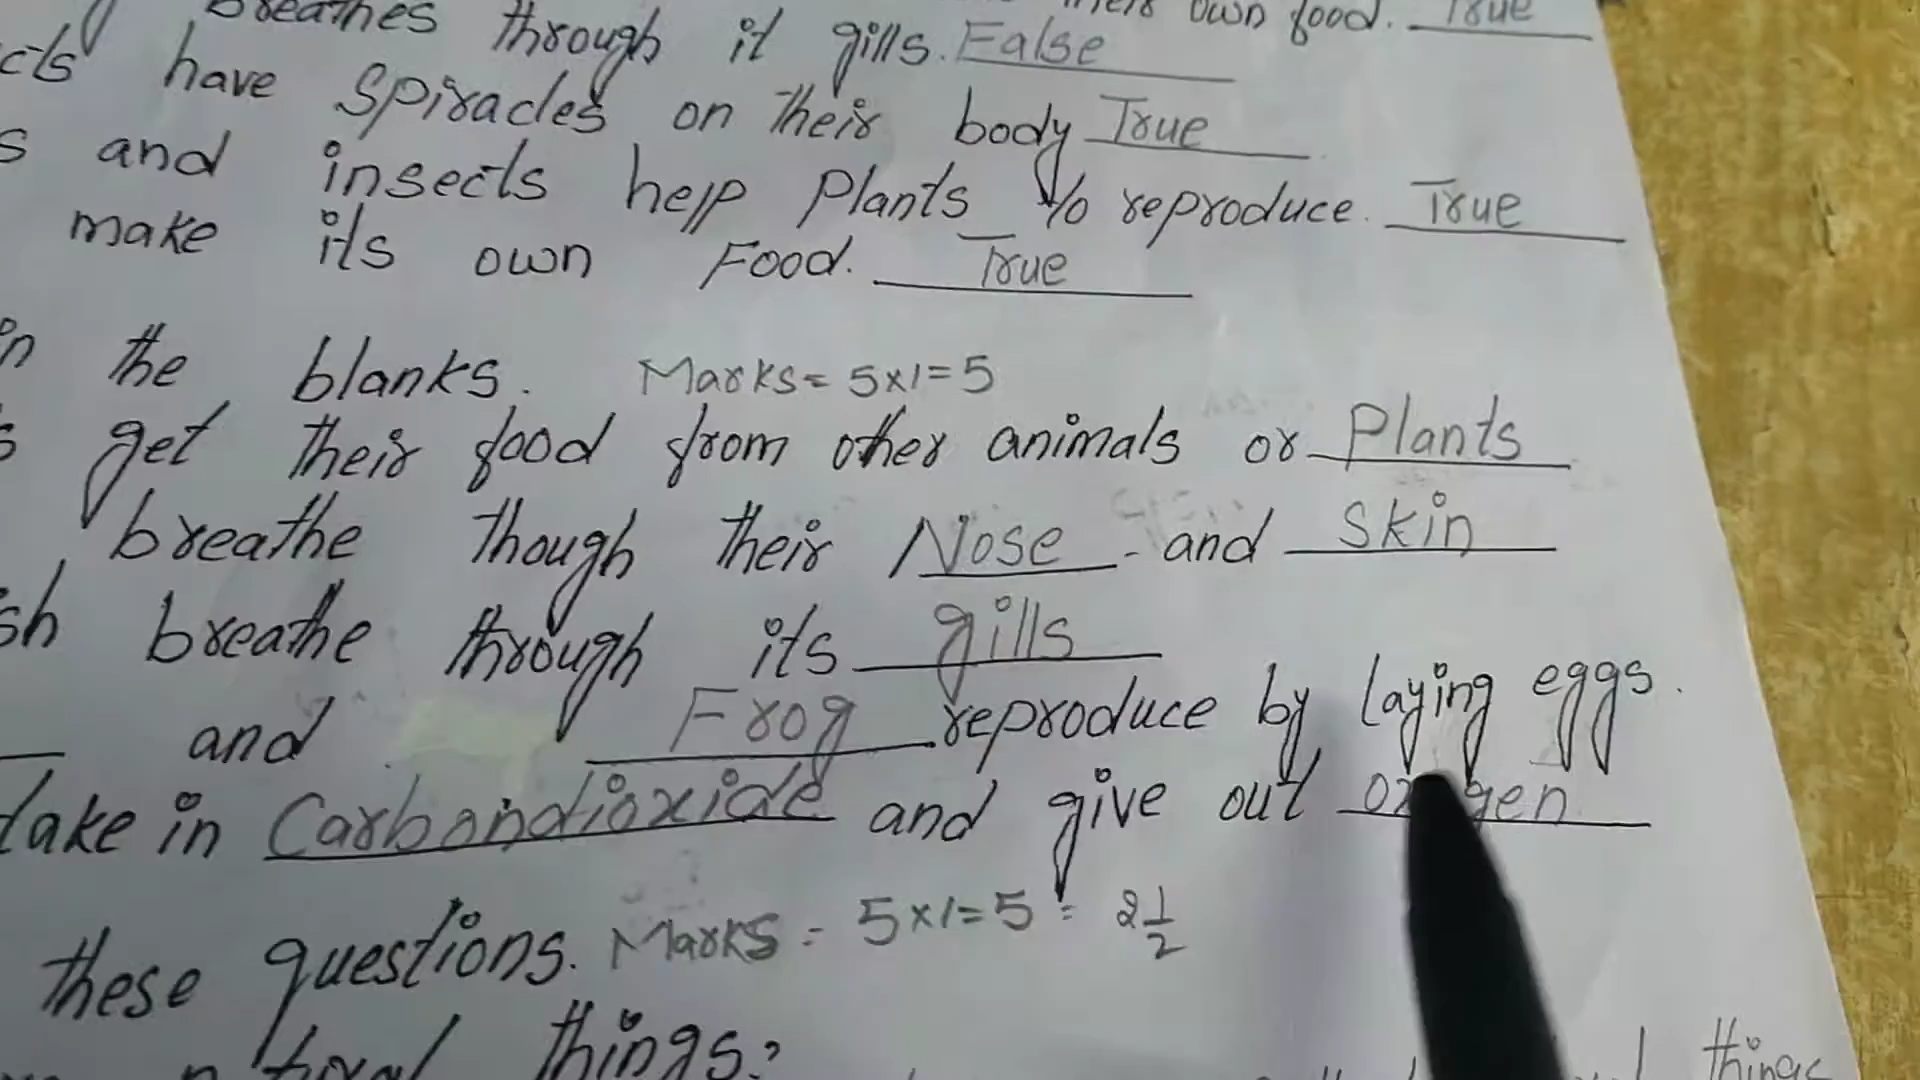 breathes through it gills. False their own food. True
have Spiracles on their body True
and insects help Plants to reproduce. True
make its own Food. True
the blanks. Marks= 5x1=5
get their food from other animals or Plants
breathe though their Nose - and Skin
breathe through its gills
and Frog reproduce by laying eggs.
take in Carbondioxide and give out
these questions. Marks = 5x1=5 = 2 1/2
things?
things